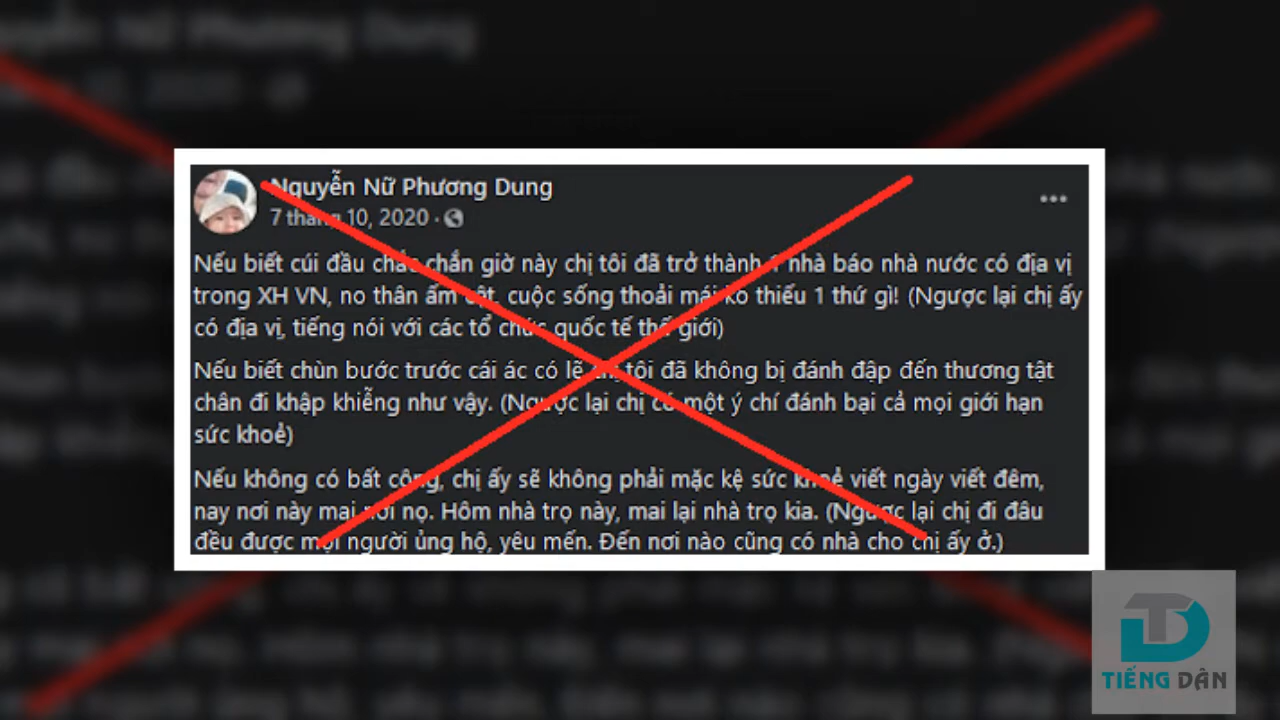 Nguyễn Nữ Phương Dung
7 tháng 10, 2020 ·
Nếu biết cúi đầu chắc chắn giờ này chị tôi đã trở thành 1 nhà báo nhà nước có địa vị
trong XH VN, no thân ấm cật, cuộc sống thoải mái ko thiếu 1 thứ gì! (Ngược lại chị ấy
có địa vị, tiếng nói với các tổ chức quốc tế thế giới)
Nếu biết chùn bước trước cái ác có lẽ chị tôi đã không bị đánh đập đến thương tật
chân đi khập khiễng như vậy. (Ngược lại chị có một ý chí đánh bại cả mọi giới hạn
sức khoẻ)
Nếu không có bất công, chị ấy sẽ không phải mặc kệ sức khoẻ viết ngày viết đêm,
nay nơi này mai nơi nọ. Hôm nhà trọ này, mai lại nhà trọ kia. (Ngược lại chị đi đâu
đều được mọi người ủng hộ, yêu mến. Đến nơi nào cũng có nhà cho chị ấy ở.)
TD
TIẾNG DÂN